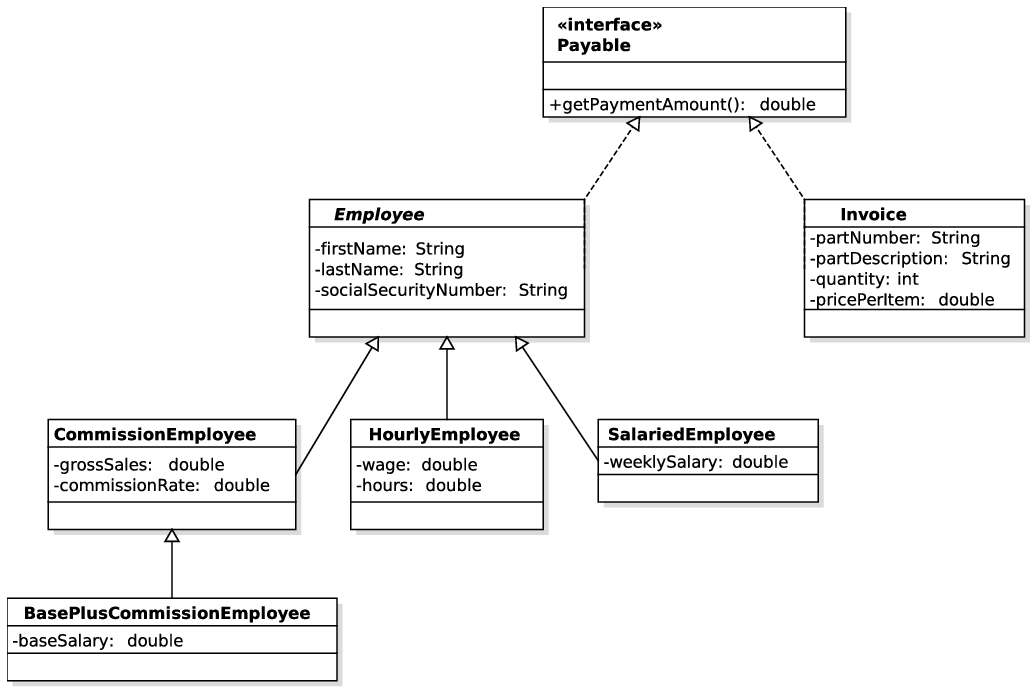 «interface»
Payable
+getPaymentAmount(): double
Employee
-firstName: String
-lastName: String
-socialSecurityNumber: String
Invoice
-partNumber: String
-partDescription: String
-quantity: int
-pricePerItem: double
CommissionEmployee
-grossSales: double
-commissionRate: double
HourlyEmployee
-wage: double
-hours: double
SalariedEmployee
-weeklySalary: double
BasePlusCommissionEmployee
-baseSalary: double